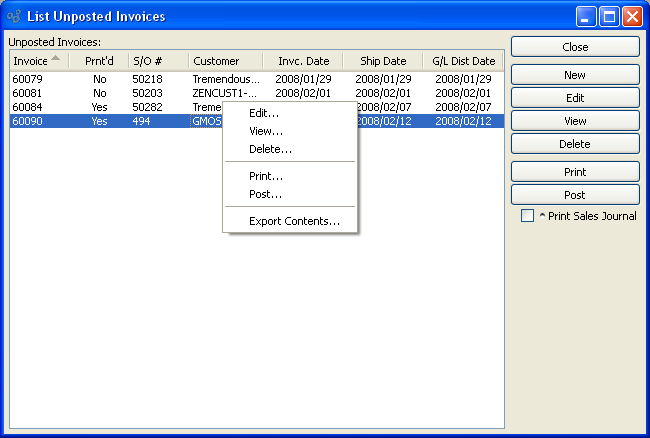 List Unposted Invoices
Unposted Invoices:
Invoice Prnt'd S/O # Customer Invc. Date Ship Date G/L Dist Date
60079 No 50218 Tremendous... 2008/01/29 2008/01/29 2008/01/29
60081 No 50203 ZENCUST1-... 2008/02/01 2008/02/01 2008/02/01
60084 Yes 50282 Treme 2008/02/07 2008/02/07
60090 Yes 494 GMOS 2008/02/12 2008/02/12
Edit...
View...
Delete...
Print...
Post...
Export Contents...
Close
New
Edit
View
Delete
Print
Post
^ Print Sales Journal